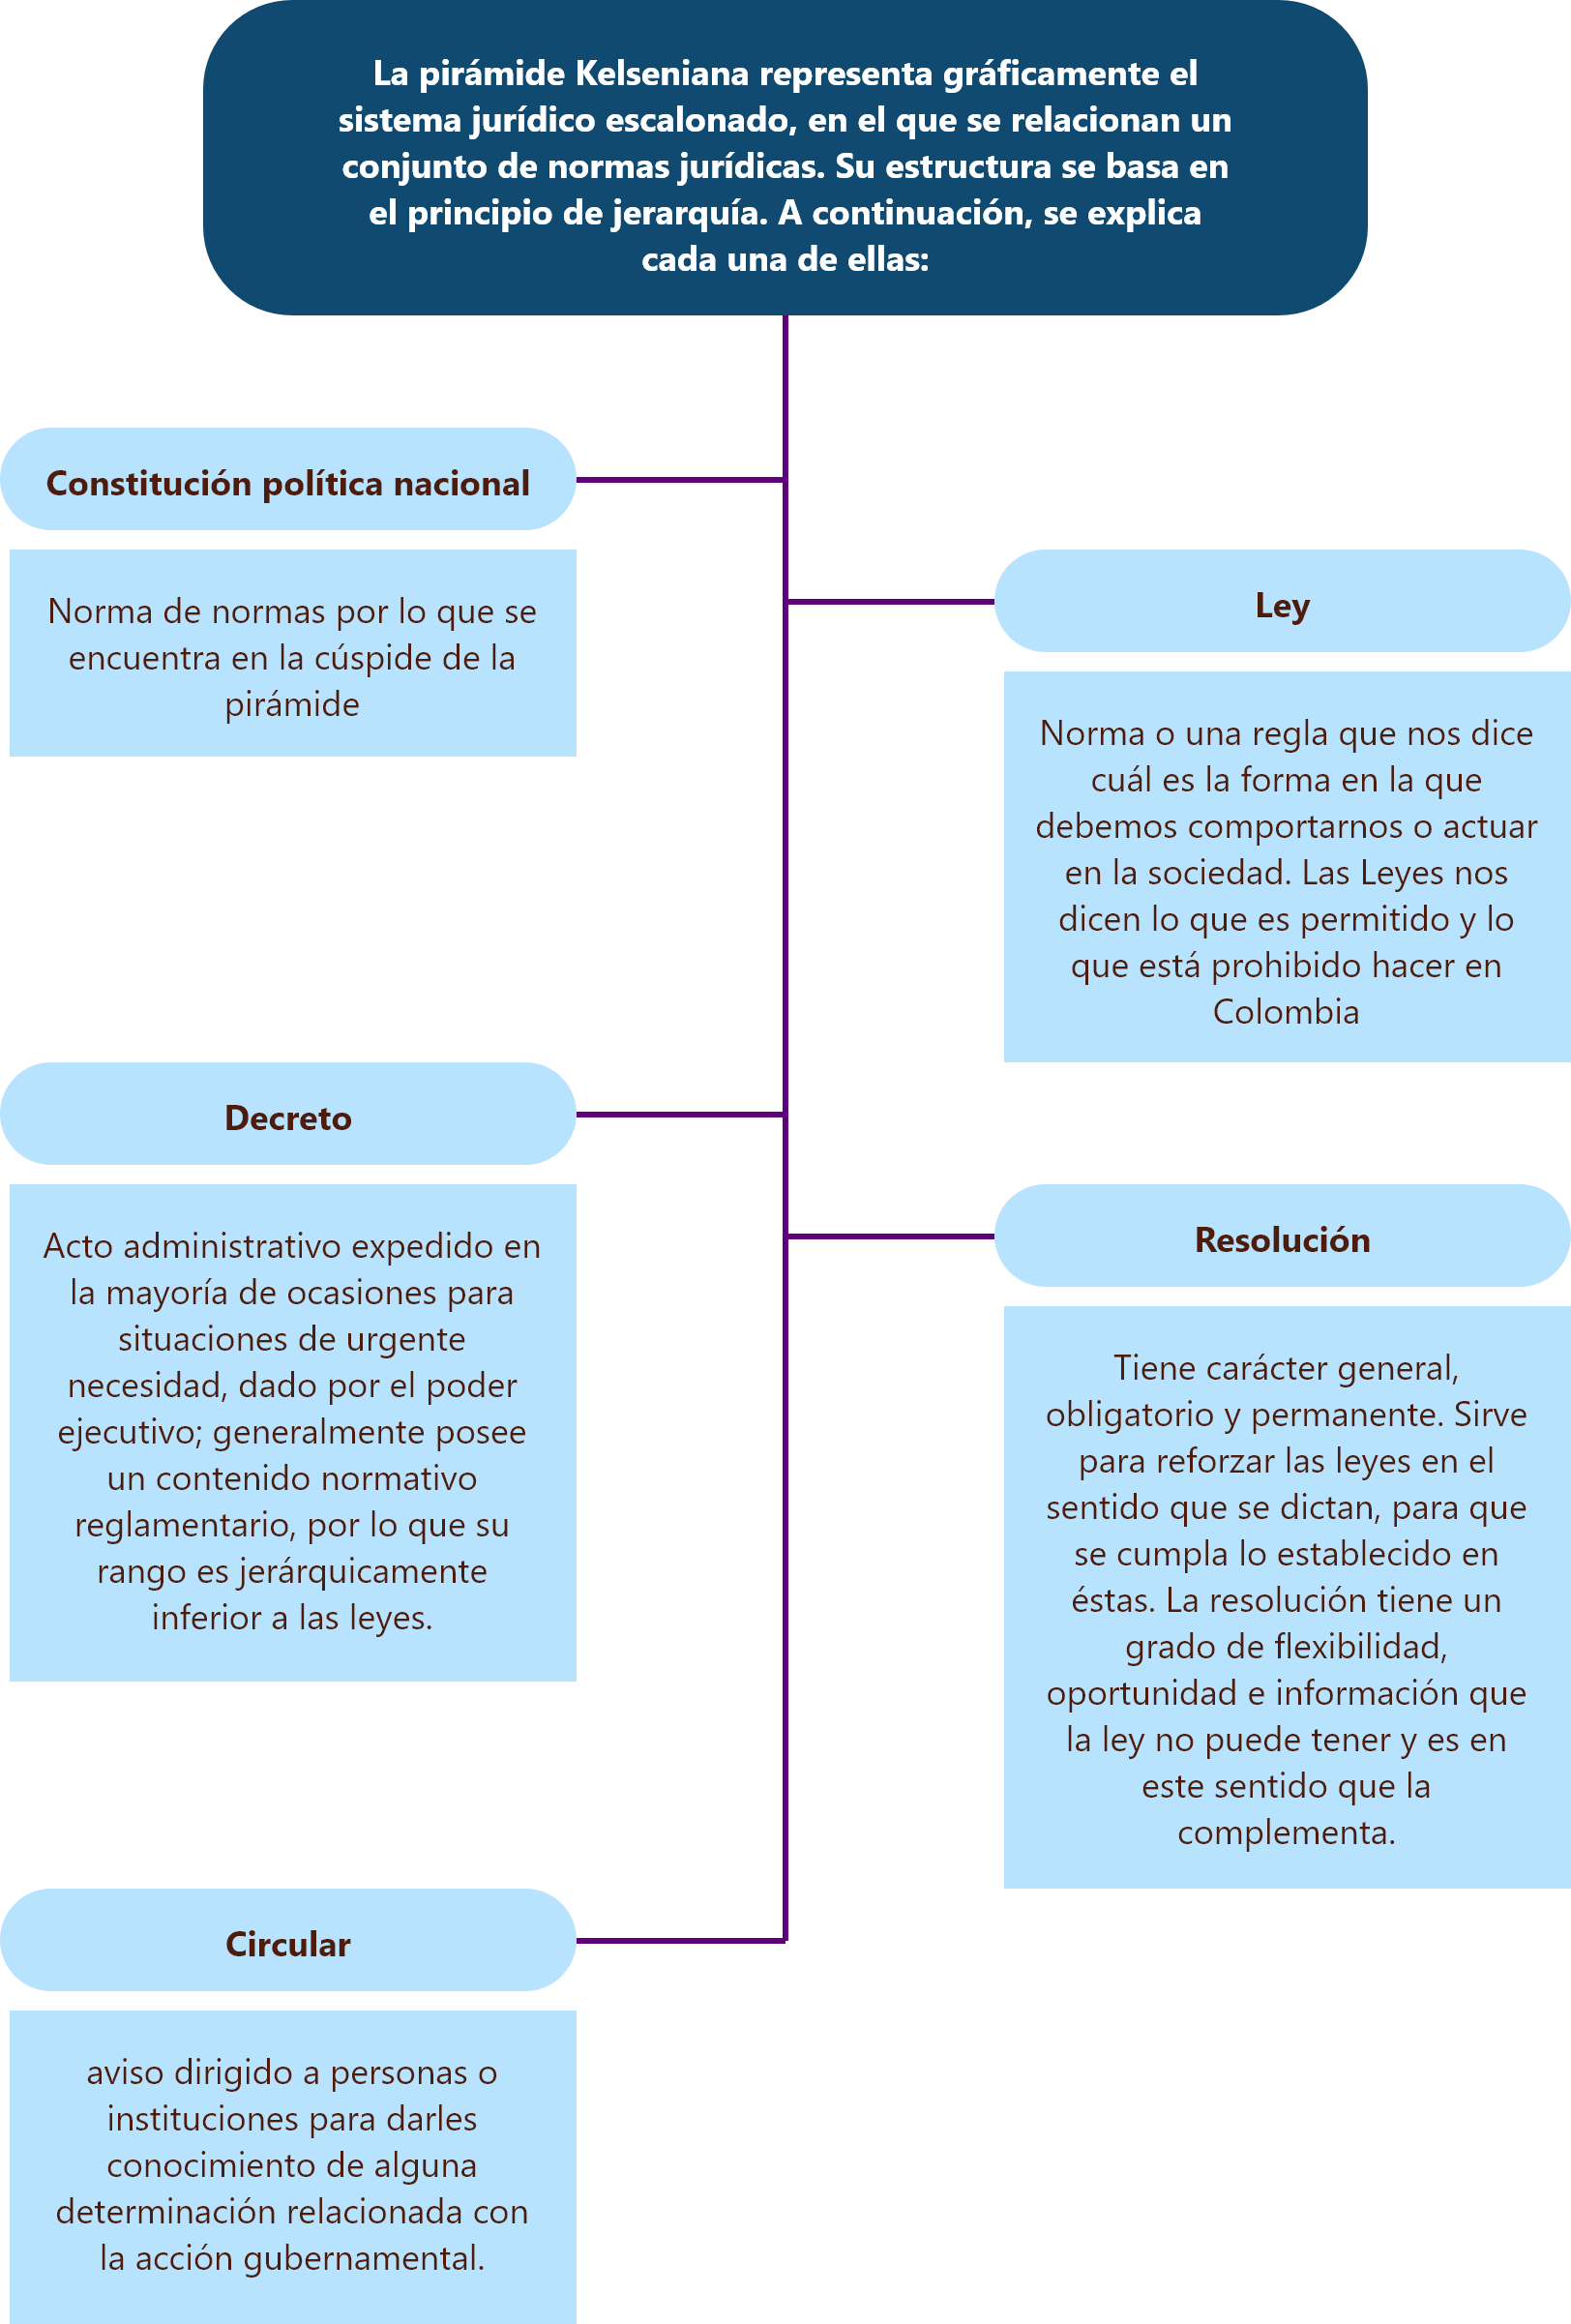 La pirámide Kelseniana representa gráficamente el
sistema jurídico escalonado, en el que se relacionan un
conjunto de normas jurídicas. Su estructura se basa en
el principio de jerarquía. A continuación, se explica
cada una de ellas:
Constitución política nacional
Norma de normas por lo que se
encuentra en la cúspide de la
pirámide
Ley
Norma o una regla que nos dice
cuál es la forma en la que
debemos comportarnos o actuar
en la sociedad. Las Leyes nos
dicen lo que es permitido y lo
que está prohibido hacer en
Colombia
Decreto
Acto administrativo expedido en
la mayoría de ocasiones para
situaciones de urgente
necesidad, dado por el poder
ejecutivo; generalmente posee
un contenido normativo
reglamentario, por lo que su
rango es jerárquicamente
inferior a las leyes.
Resolución
Tiene carácter general,
obligatorio y permanente. Sirve
para reforzar las leyes en el
sentido que se dictan, para que
se cumpla lo establecido en
éstas. La resolución tiene un
grado de flexibilidad,
oportunidad e información que
la ley no puede tener y es en
este sentido que la
complementa.
Circular
aviso dirigido a personas o
instituciones para darles
conocimiento de alguna
determinación relacionada con
la acción gubernamental.